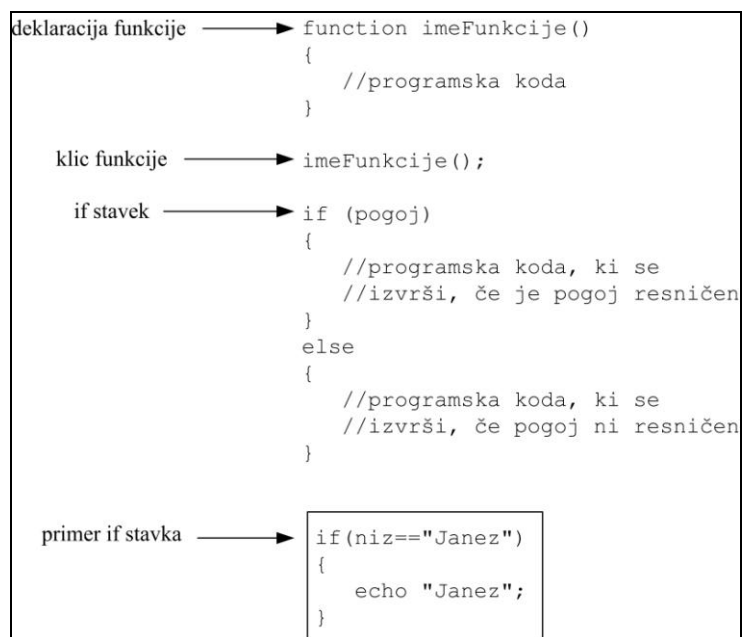 deklaracija funkcije function imeFunkcije()
{
//programska koda
}
klic funkcije imeFunkcije();
if stavek if (pogoj)
{
//programska koda, ki se
//izvrši, če je pogoj resničen
}
else
{
//programska koda, ki se
//izvrši, če pogoj ni resničen
}
primer if stavka if(niz=="Janez")
{
echo "Janez";
}